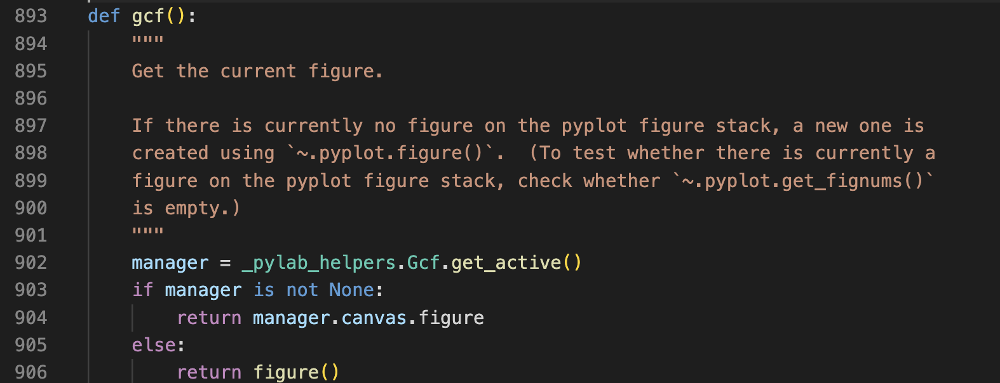 893 def gcf():
894 """
895 Get the current figure.
896
897 If there is currently no figure on the pyplot figure stack, a new one is
898 created using `~.pyplot.figure()`.  (To test whether there is currently a
899 figure on the pyplot figure stack, check whether `~.pyplot.get_fignums()`
900 is empty.)
901 """
902 manager = _pylab_helpers.Gcf.get_active()
903 if manager is not None:
904 return manager.canvas.figure
905 else:
906 return figure()